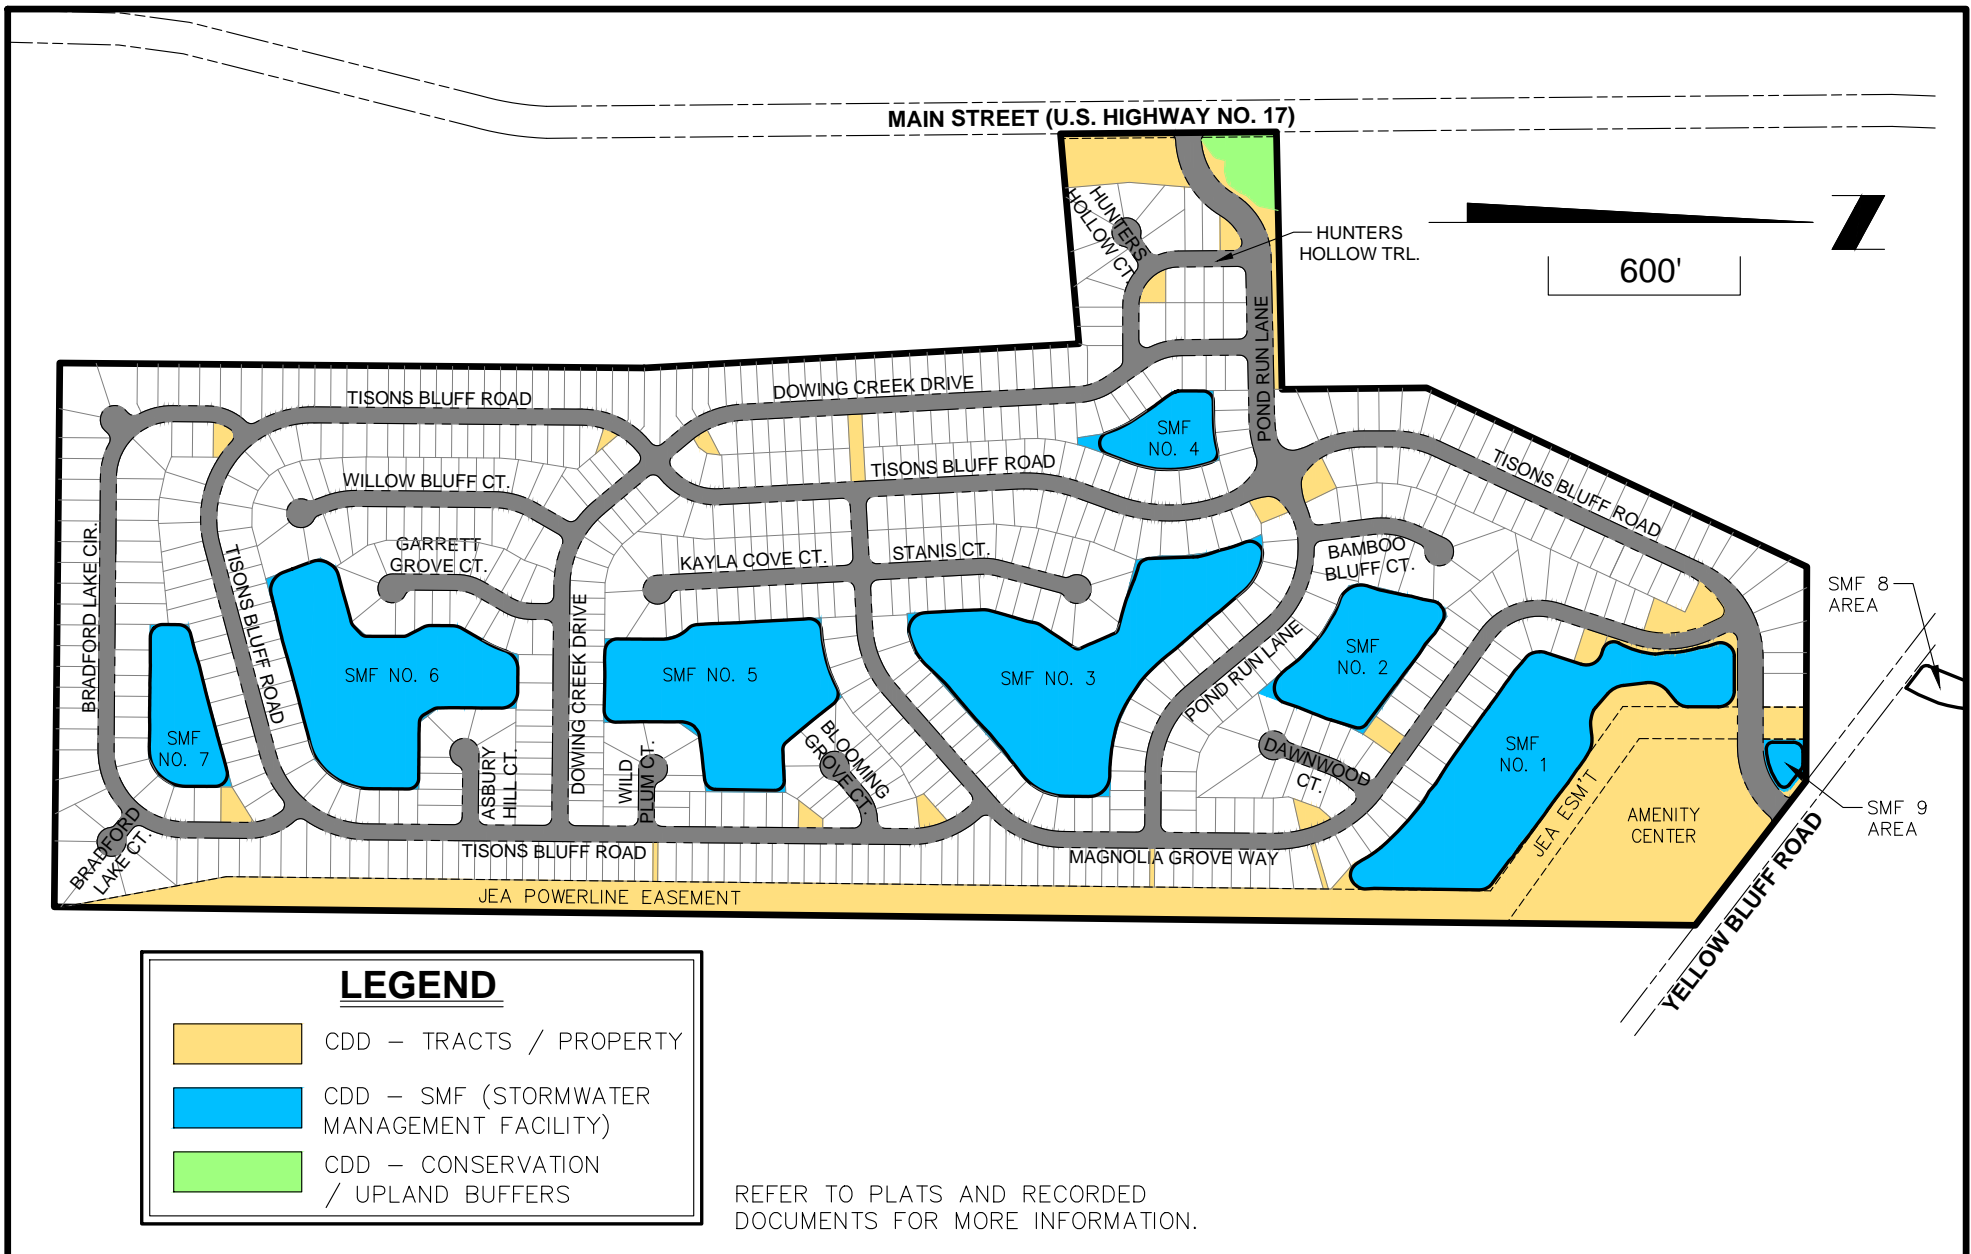 MAIN STREET (U.S. HIGHWAY NO. 17)
HUNTERS
HOLLOW CT.
HUNTERS
HOLLOW TRL.
Z
600'
POND RUN LANE
TISONS BLUFF ROAD
DOWING CREEK DRIVE
SMF
NO. 4
TISONS BLUFF ROAD
TISONS BLUFF ROAD
WILLOW BLUFF CT.
GARRETT
GROVE CT.
KAYLA COVE CT.
STANIS CT.
BAMBOO
BLUFF CT.
SMF 8
AREA
BRADFORD LAKE CIR.
TISONS BLUFF ROAD
DOWING CREEK DRIVE
SMF NO. 6
SMF NO. 5
SMF NO. 3
POND RUN LANE
SMF
NO. 2
SMF
NO. 7
ASBURY
HILL CT.
WILD
PLUM CT.
BLOOMING
GROVE CT.
DAWNWOOD
CT.
SMF
NO. 1
JEA ESM'T
AMENITY
CENTER
SMF 9
AREA
BRADFORD
LAKE CT.
TISONS BLUFF ROAD
MAGNOLIA GROVE WAY
JEA POWERLINE EASEMENT
YELLOW BLUFF ROAD
LEGEND
CDD – TRACTS / PROPERTY
CDD – SMF (STORMWATER
MANAGEMENT FACILITY)
CDD – CONSERVATION
/ UPLAND BUFFERS
REFER TO PLATS AND RECORDED
DOCUMENTS FOR MORE INFORMATION.